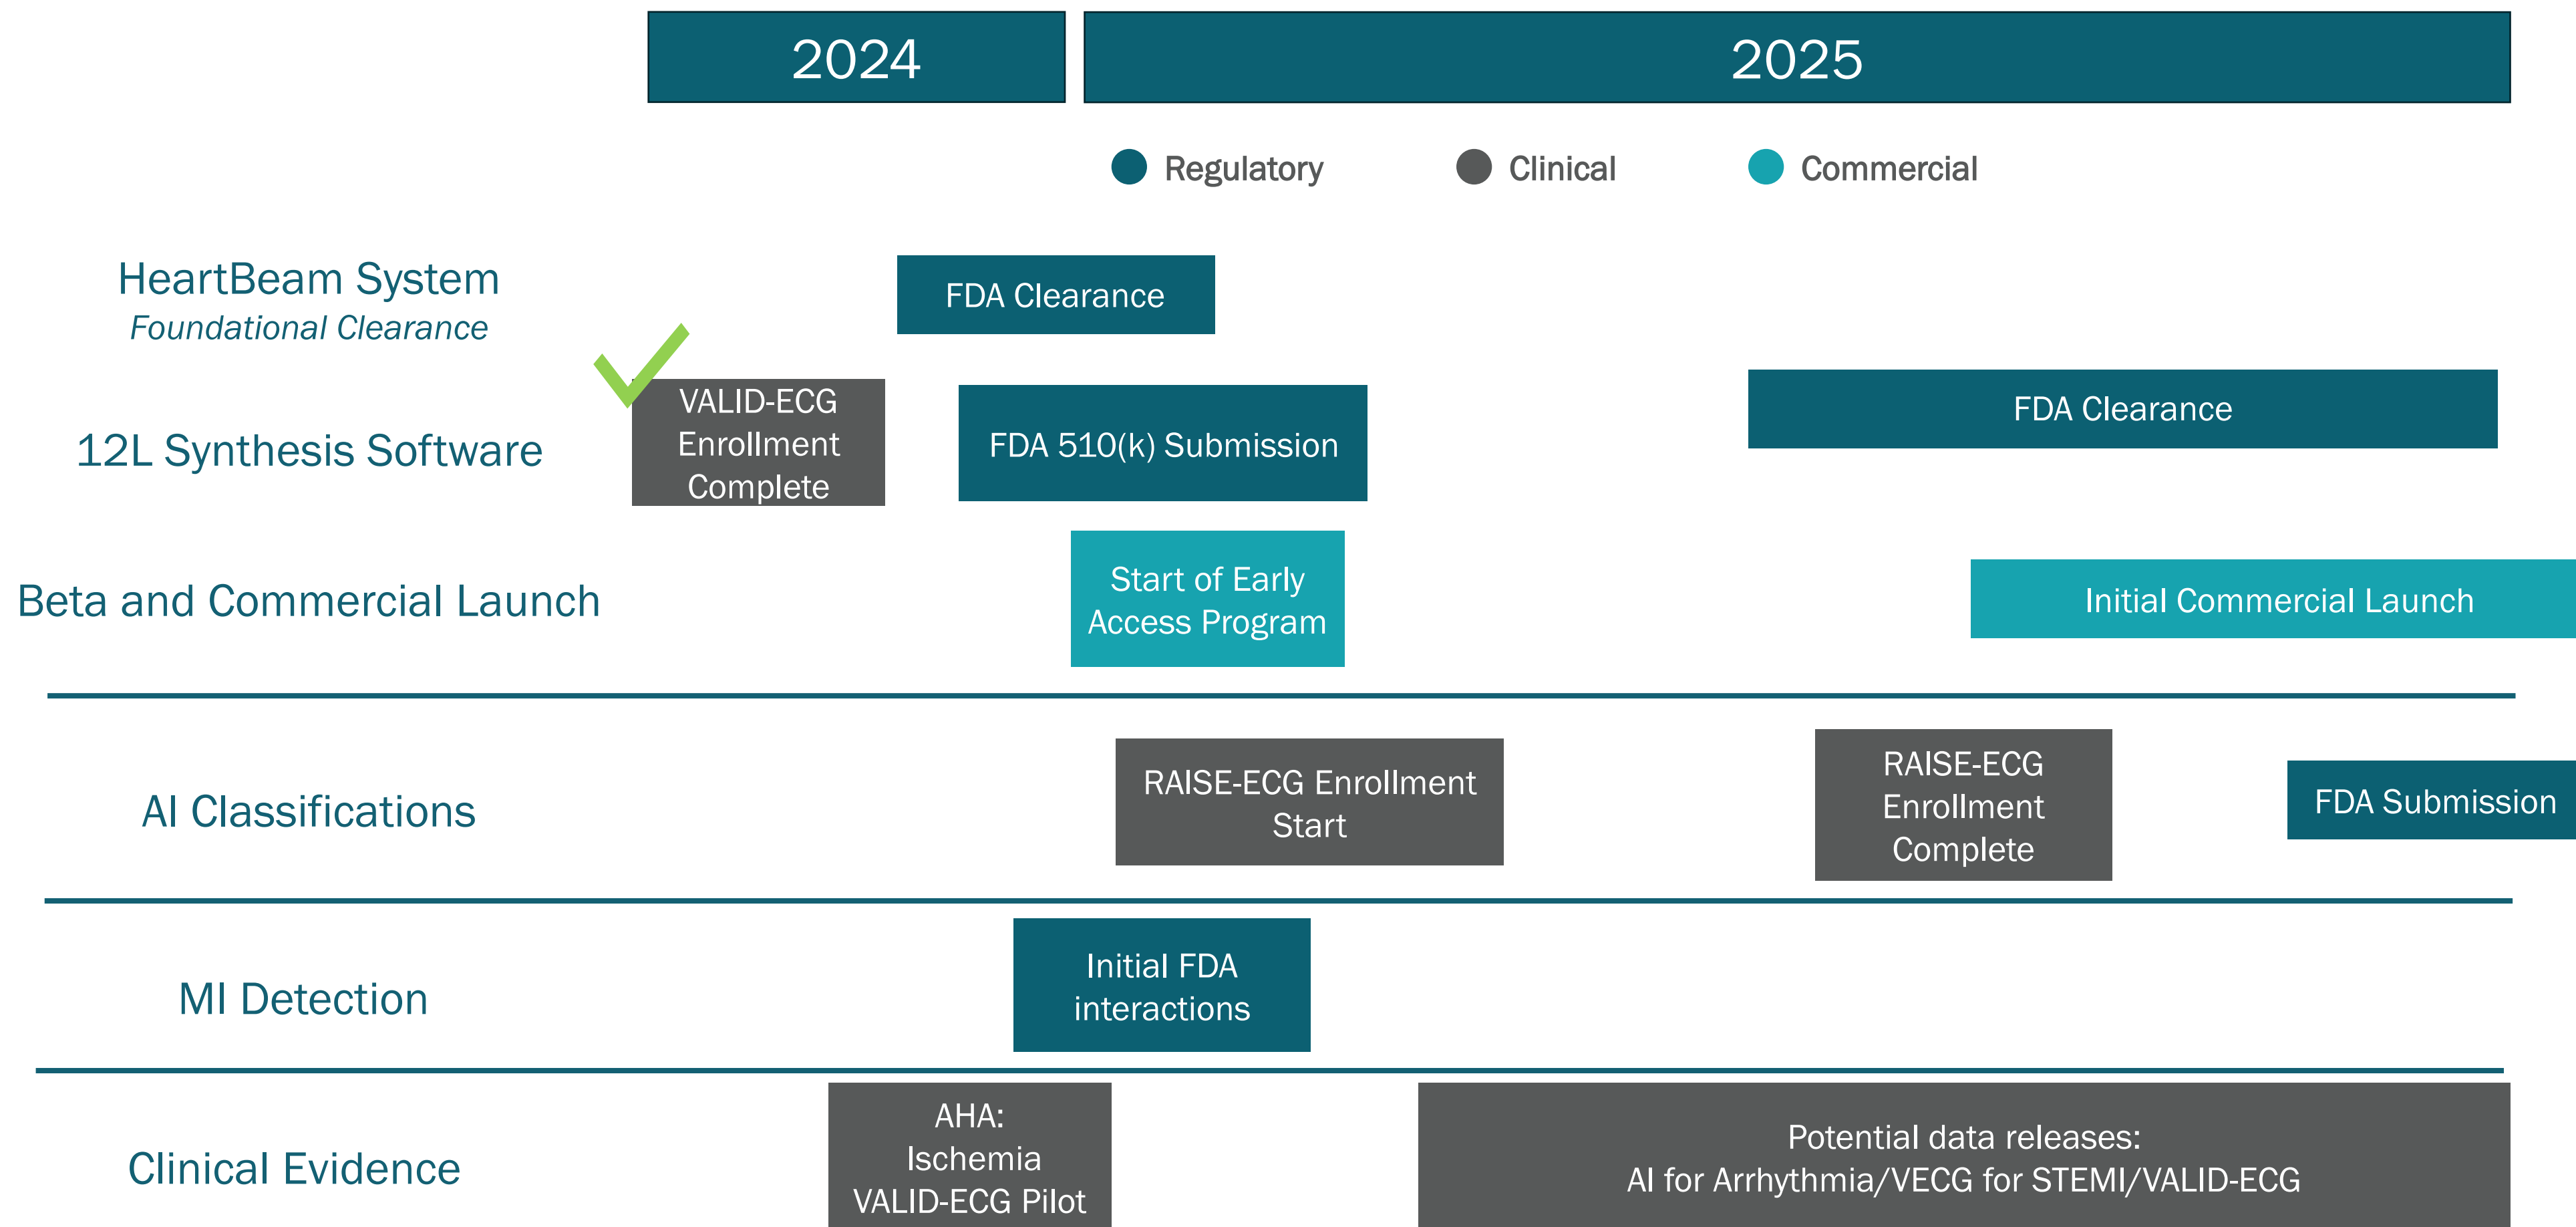 2024
2025
Regulatory
Clinical
Commercial
HeartBeam System
Foundational Clearance
FDA Clearance
12L Synthesis Software
VALID-ECG
Enrollment
Complete
FDA 510(k) Submission
FDA Clearance
Beta and Commercial Launch
Start of Early
Access Program
Initial Commercial Launch
AI Classifications
RAISE-ECG Enrollment
Start
RAISE-ECG
Enrollment
Complete
FDA Submission
MI Detection
Initial FDA
interactions
Clinical Evidence
AHA:
Ischemia
VALID-ECG Pilot
Potential data releases:
AI for Arrhythmia/VECG for STEMI/VALID-ECG